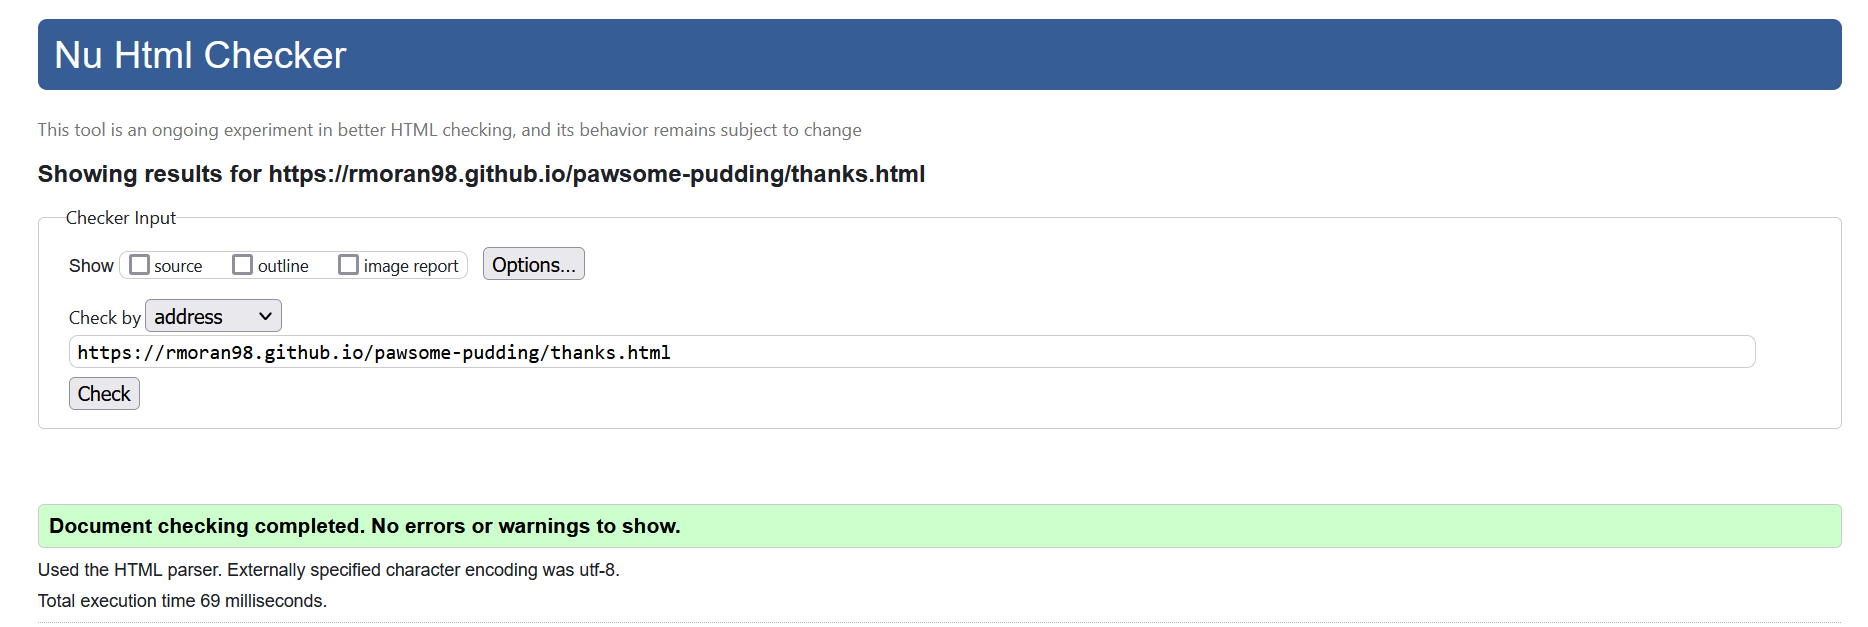 Nu Html Checker
This tool is an ongoing experiment in better HTML checking, and its behavior remains subject to change
Showing results for https://rmoran98.github.io/pawsome-pudding/thanks.html
Checker Input
Show source outline image report Options...
Check by address
https://rmoran98.github.io/pawsome-pudding/thanks.html
Check
Document checking completed. No errors or warnings to show.
Used the HTML parser. Externally specified character encoding was utf-8.
Total execution time 69 milliseconds.